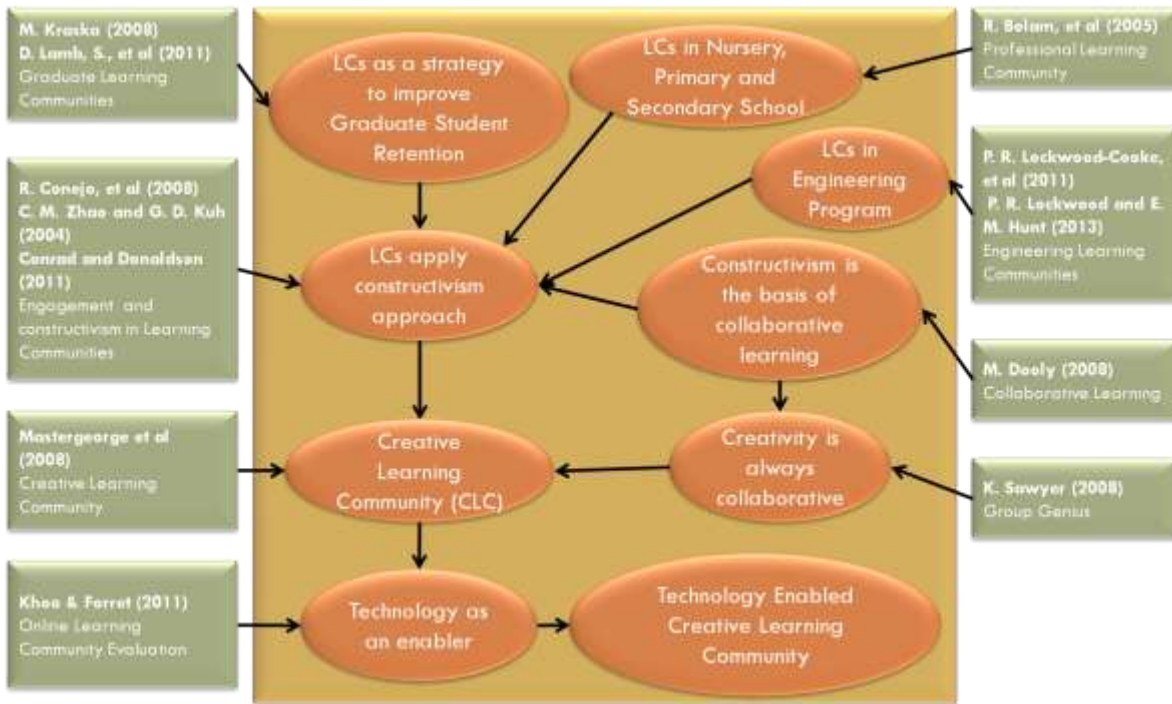 M. Kraska (2008)
D. Lamb, S., et al (2011)
Graduate Learning
Communities
R. Conejo, et al (2008)
C. M. Zhao and G. D. Kuh
(2004)
Conrad and Donaldson
(2011)
Engagement and
constructivism in Learning
Communities
Mastergeorge et al
(2008)
Creative Learning
Community
(2011)
Online Learning
Community Evaluation
LCs as a strategy
to improve
Graduate Student
Retention
LCs in Nursery,
Primary and
Secondary School
LCs in
Engineering
Program
LCs apply
constructivism
approach
Constructivism is
the basis of
collaborative
learning
Creative
Learning
Community (CLC)
Creativity is
always
collaborative
Technology as
an enabler
Technology Enabled
Creative Learning
Community
R. Bolam, et al (2005)
Professional Learning
Community
P. R. Lockwood-Cooke,
et al (2011)
P. R. Lockwood and E.
M. Hunt (2013)
Engineering Learning
Communities
M. Dooly (2008)
Collaborative Learning
K. Sawyer (2008)
Group Genius